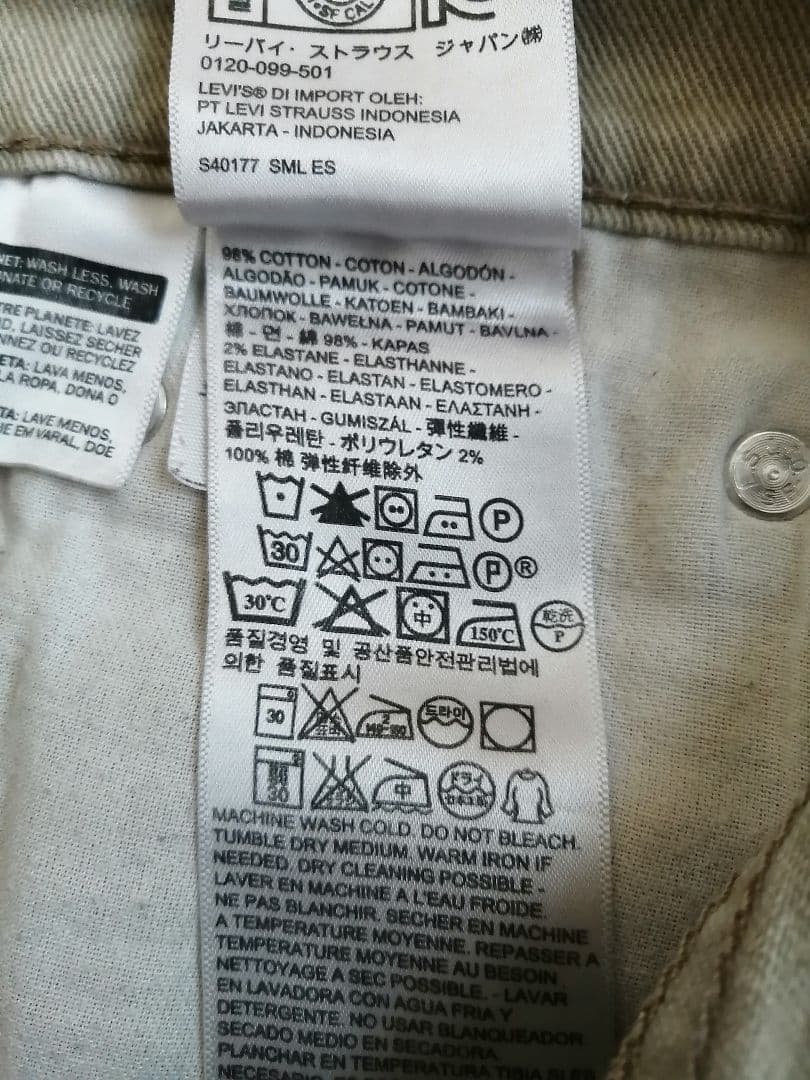 SF CAL
リーバイ・ストラウス ジャパン㈱
0120-099-501
LEVI'S® DI IMPORT OLEH:
PT LEVI STRAUSS INDONESIA
JAKARTA - INDONESIA
S40177 SML ES
NET: WASH LESS, WASH
NATE OR RECYCLE
TRE PLANETE: LAVEZ
D, LAISSEZ SECHER
NNEZ OU RECYCLEZ
ETA: LAVA MENOS,
LA ROPA, DONA O
TA: LAVE MENOS,
E EM VARAL, DOE
98% COTTON - COTON - ALGODÓN -
ALGODÃO - PAMUK - COTONE -
BAUMWOLLE - KATOEN - BAMBAKI -
ХЛОПОК - BAWEŁNA - PAMUT - BAVLNA -
棉 - 면 - 綿 98% - KAPAS
2% ELASTANE - ELASTHANNE -
ELASTANO - ELASTAN - ELASTOMERO -
ELASTHAN - ELASTAAN - ΕΛΑΣΤΑΝΗ -
ЭЛАСТАН - GUMISZÁL - 彈性纖維 -
폴리우레탄 - ポリウレタン 2%
100% 棉 弹性纤维除外
P
30 P®
30℃ 中 150℃ 乾洗 P
품질경영 및 공산품안전관리법에
의한 품질표시
30 2 드라이
30 中 ドライ
MACHINE WASH COLD. DO NOT BLEACH.
TUMBLE DRY MEDIUM. WARM IRON IF
NEEDED. DRY CLEANING POSSIBLE -
LAVER EN MACHINE A L'EAU FROIDE.
NE PAS BLANCHIR. SECHER EN MACHINE
A TEMPERATURE MOYENNE. REPASSER A
TEMPERATURE MOYENNE AU BESOIN.
NETTOYAGE A SEC POSSIBLE. - LAVAR
EN LAVADORA CON AGUA FRIA Y
DETERGENTE. NO USAR BLANQUEADOR
SECADO MEDIO EN SECADORA.
PLANCHAR EN TEMPERATURA TIBIA SI ES